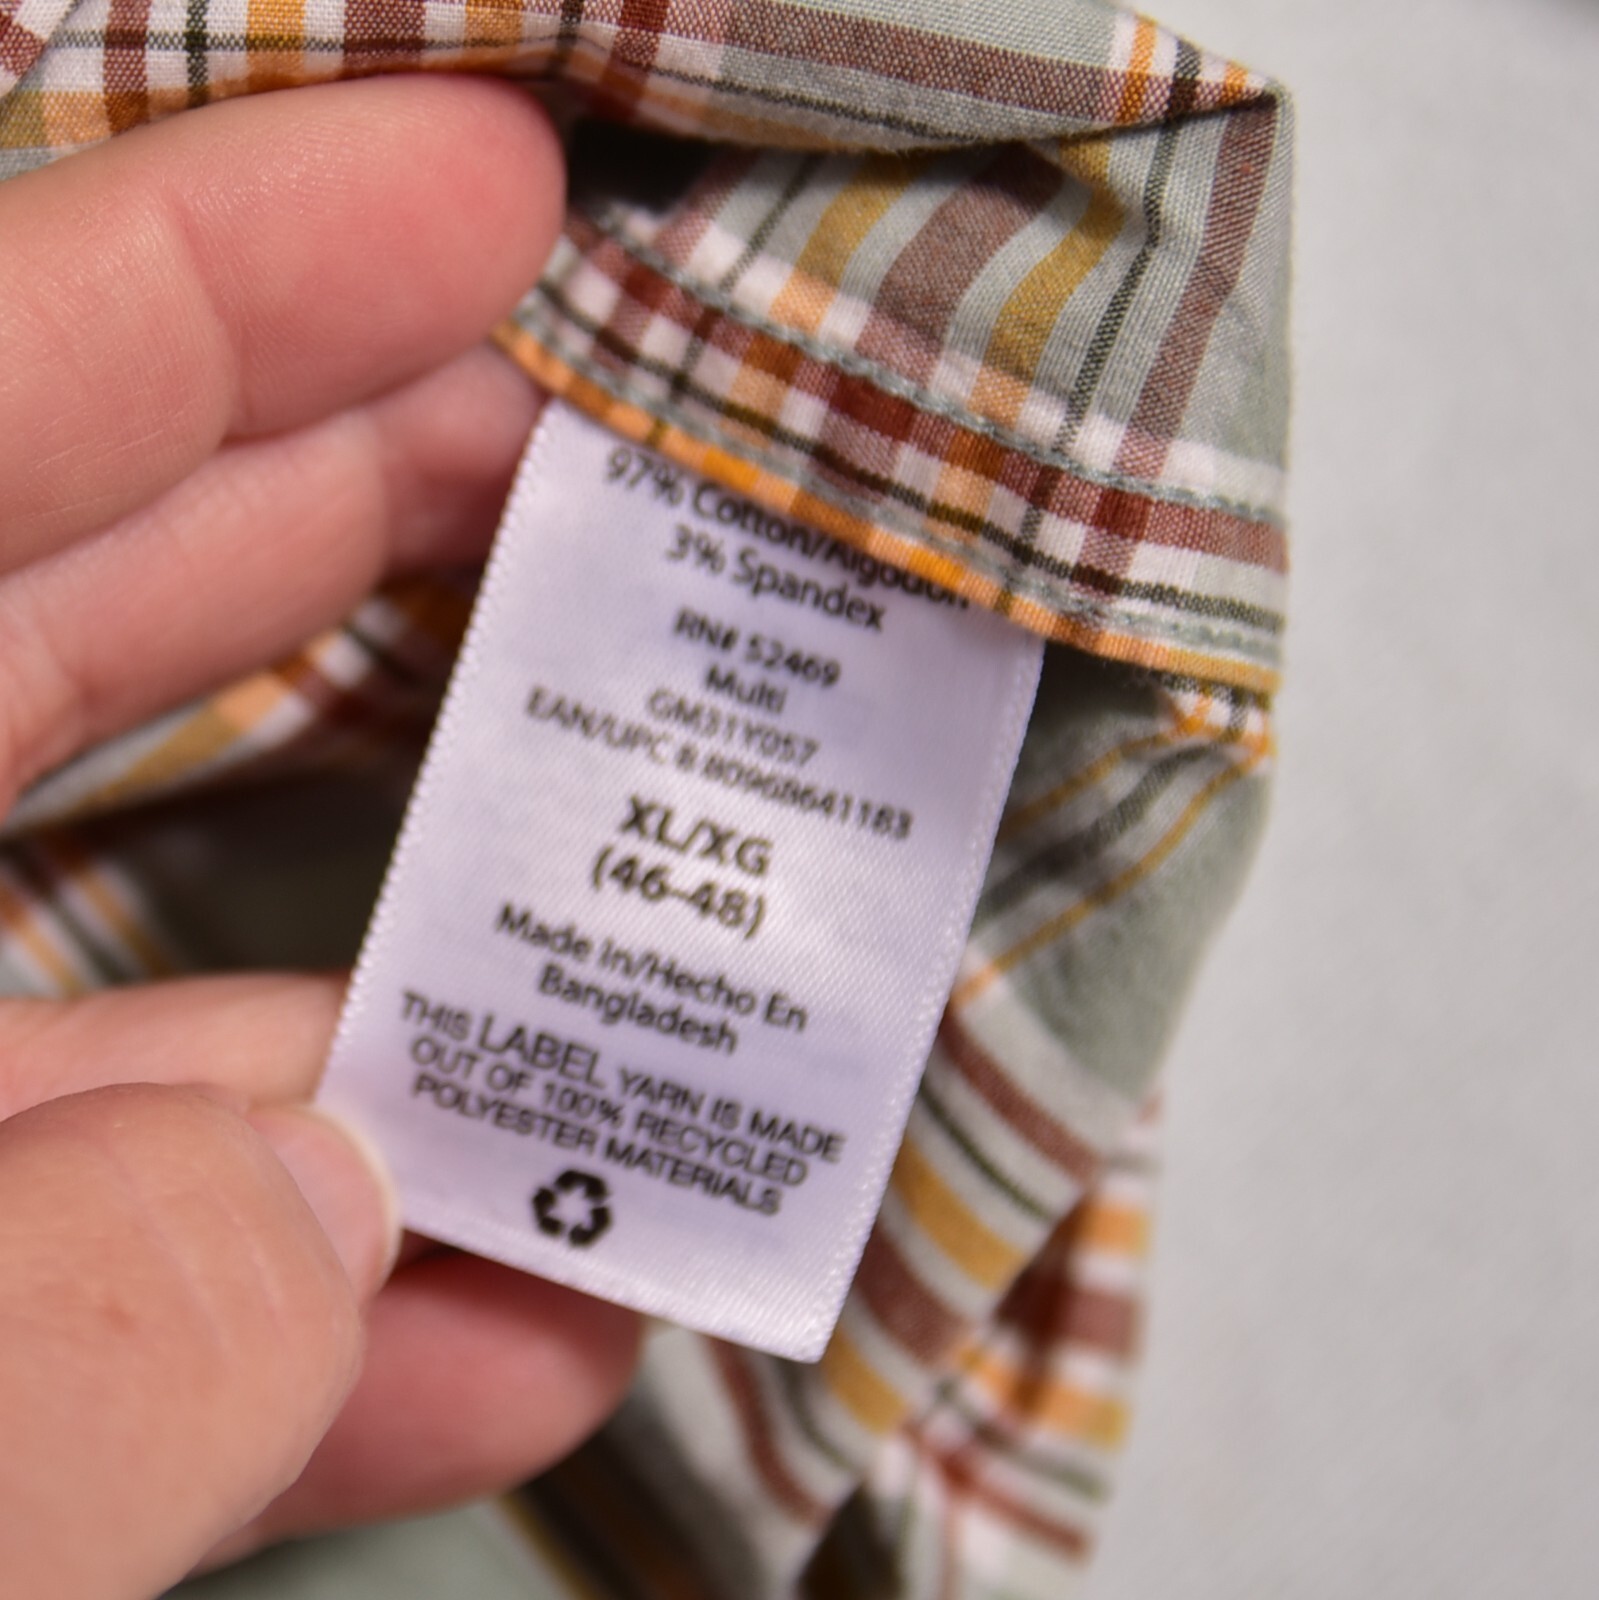 97% Cotton/Algodon
3% Spandex
RN# 52469
Multi
GM31Y057
EAN/UPC 8 80968641183
XL/XG
(46-48)
Made In/Hecho En
Bangladesh
THIS LABEL YARN IS MADE
OUT OF 100% RECYCLED
POLYESTER MATERIALS